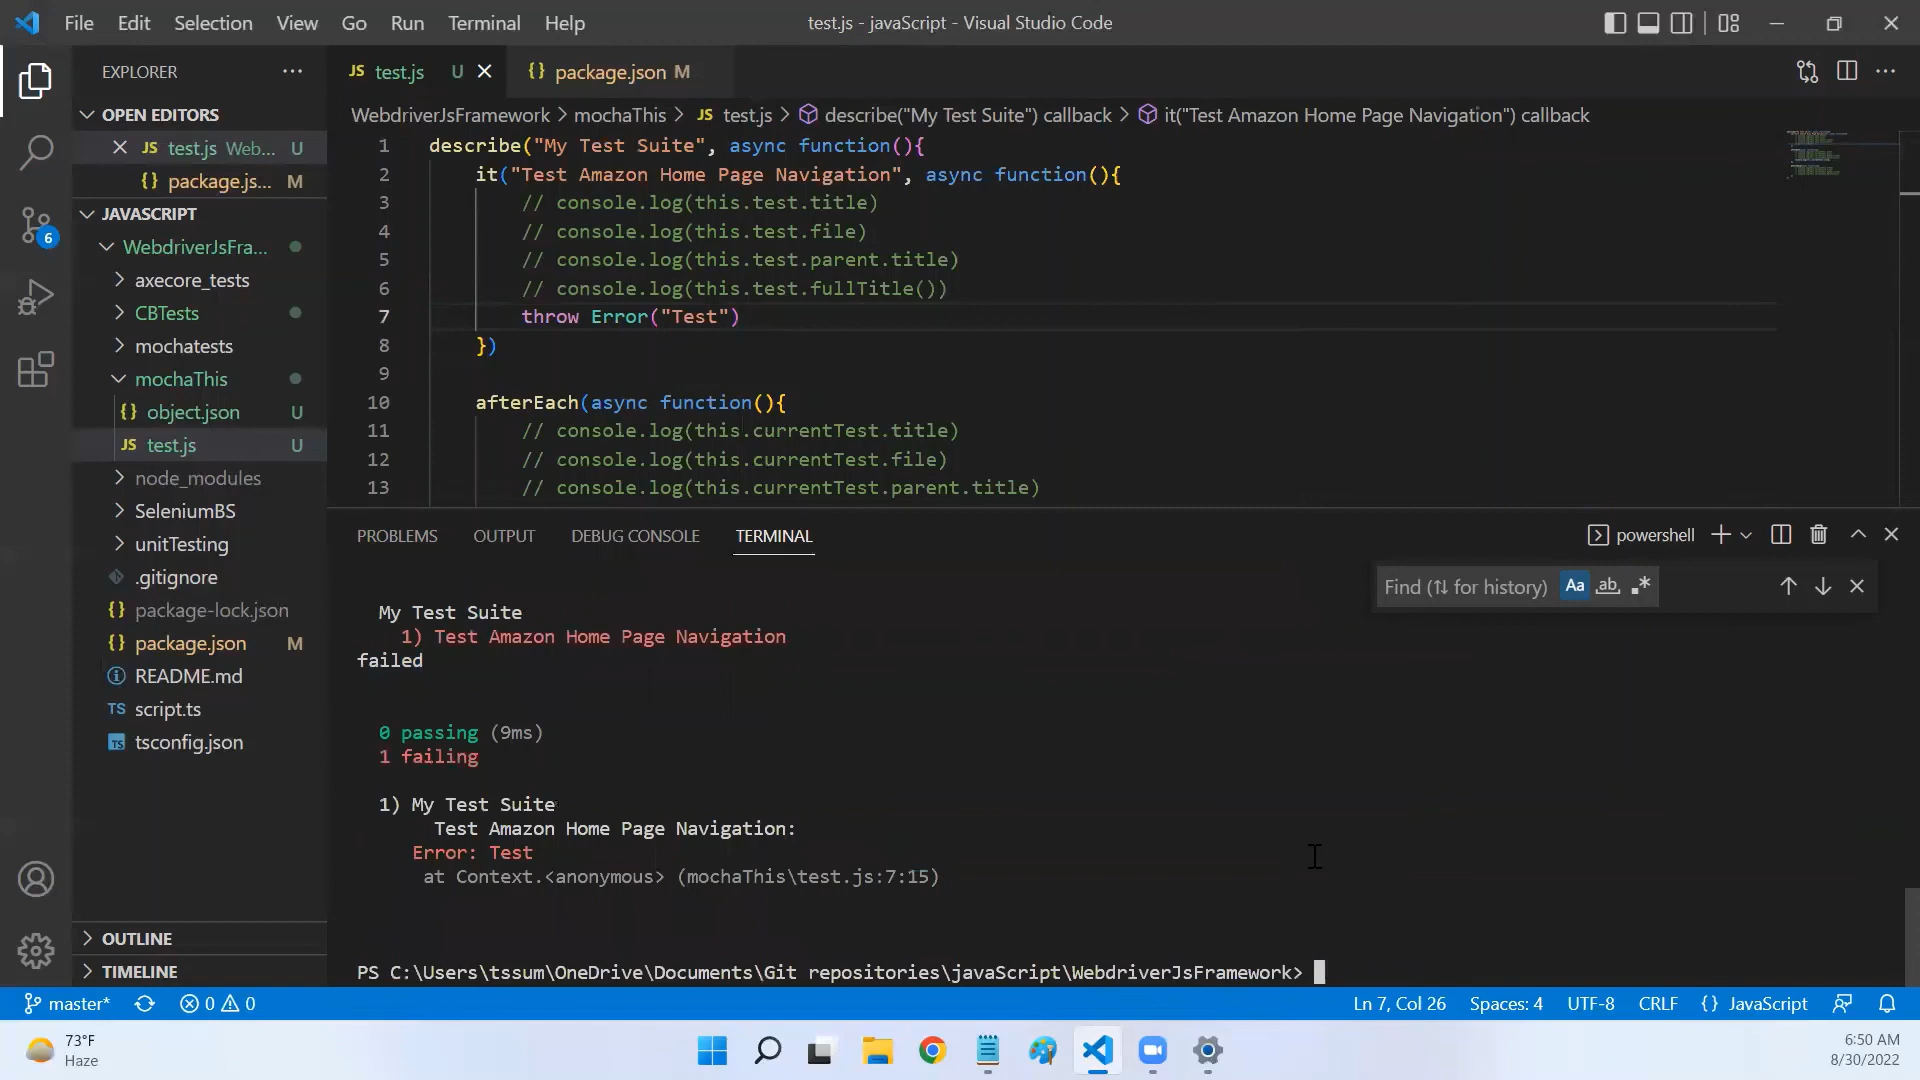 File Edit Selection View Go Run Terminal Help
test.js - javaScript - Visual Studio Code
EXPLORER
OPEN EDITORS
JS test.js Web... U
{} package.js... M
JAVASCRIPT
WebdriverJsFra...
axecore_tests
CBTests
mochatests
mochaThis
{} object.json U
JS test.js U
node_modules
SeleniumBS
unitTesting
.gitignore
{} package-lock.json
{} package.json M
README.md
TS script.ts
TS tsconfig.json
OUTLINE
TIMELINE
6
JS test.js U
{} package.json M
WebdriverJsFramework > mochaThis > JS test.js > describe("My Test Suite") callback > it("Test Amazon Home Page Navigation") callback
1 describe("My Test Suite", async function(){
2 it("Test Amazon Home Page Navigation", async function(){
3 // console.log(this.test.title)
4 // console.log(this.test.file)
5 // console.log(this.test.parent.title)
6 // console.log(this.test.fullTitle())
7 throw Error("Test")
8 })
9
10 afterEach(async function(){
11 // console.log(this.currentTest.title)
12 // console.log(this.currentTest.file)
13 // console.log(this.currentTest.parent.title)
PROBLEMS OUTPUT DEBUG CONSOLE TERMINAL
powershell
Find (⇅ for history) Aa ab .*
My Test Suite
1) Test Amazon Home Page Navigation
failed
0 passing (9ms)
1 failing
1) My Test Suite
Test Amazon Home Page Navigation:
Error: Test
at Context.<anonymous> (mochaThis\test.js:7:15)
PS C:\Users\tssum\OneDrive\Documents\Git repositories\javaScript\WebdriverJsFramework>
master* 0 0
Ln 7, Col 26 Spaces: 4 UTF-8 CRLF {} JavaScript
73°F
Haze
6:50 AM
8/30/2022